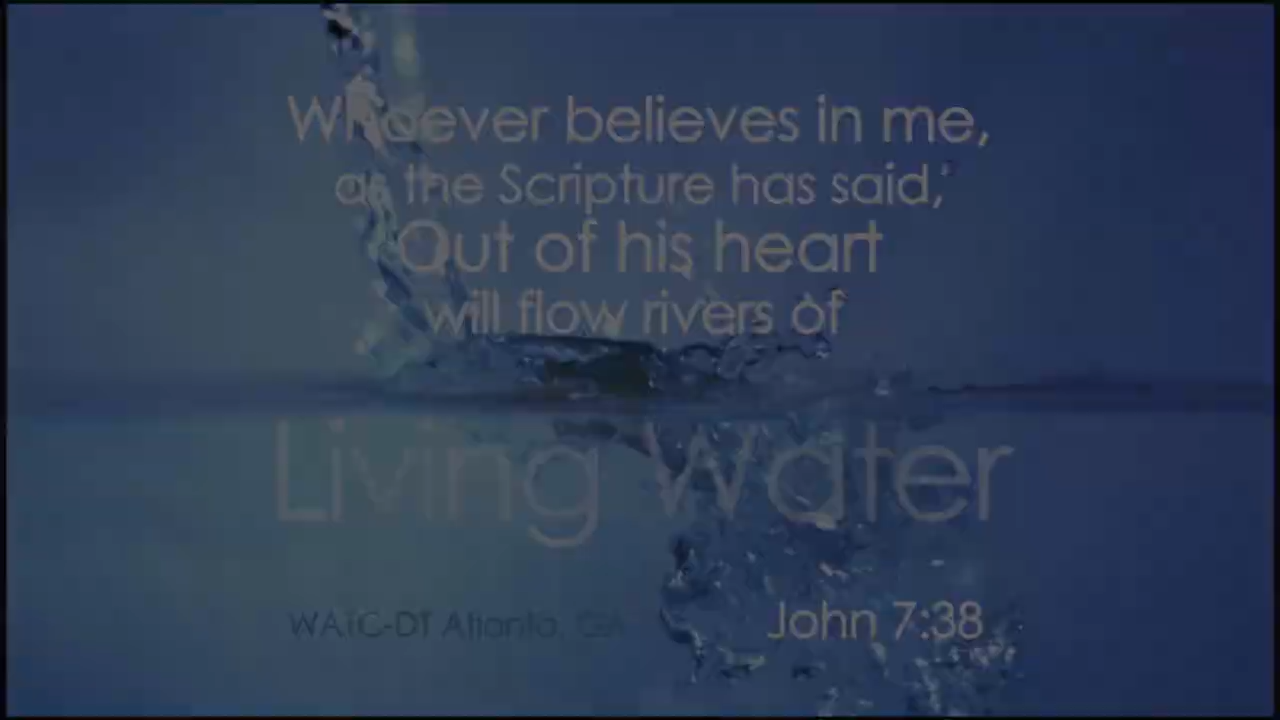 Whoever believes in me,
as the Scripture has said,'
Out of his heart
will flow rivers of
Living Water
WATC-DT Atlanta, GA
John 7:38